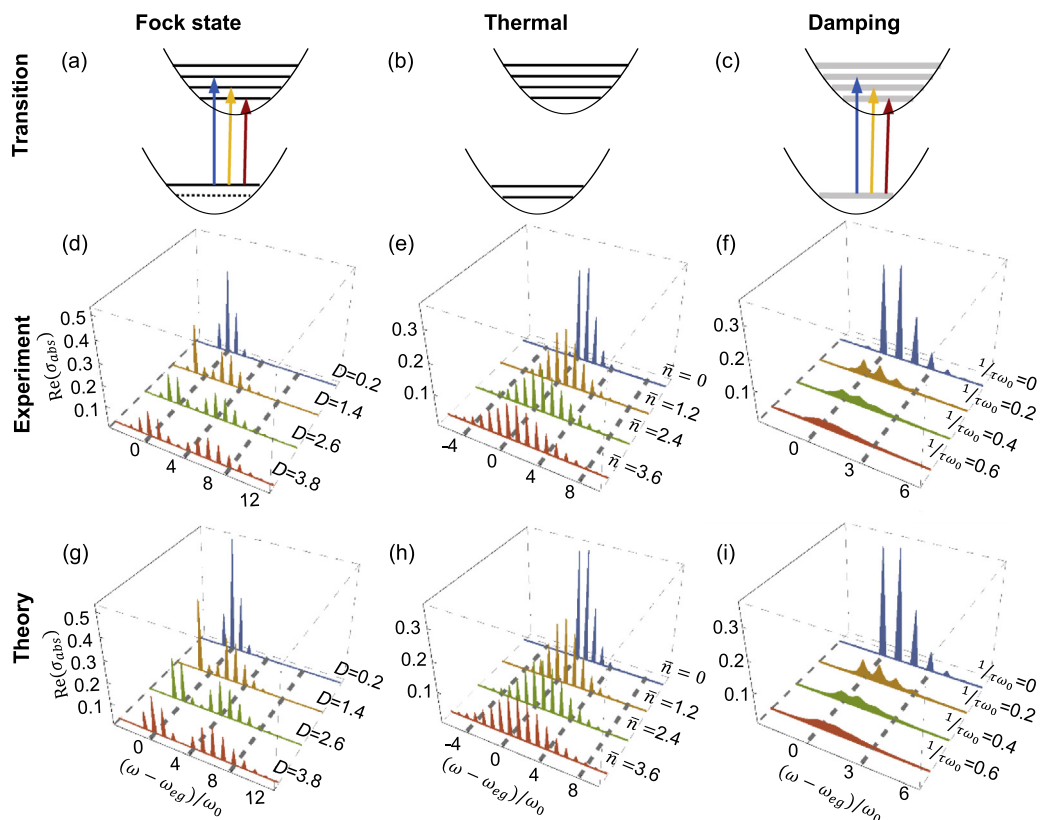 Fock state
Thermal
Damping
Transition
(a)
(b)
(c)
Experiment
(d)
(e)
(f)
Re(σ_abs)
0.5
0.4
0.3
0.2
0.1
0
4
8
12
D=0.2
D=1.4
D=2.6
D=3.8
0.3
0.2
0.1
-4
0
4
8
n̄ = 0
n̄ =1.2
n̄ =2.4
n̄ =3.6
0.3
0.2
0.1
0
3
6
1/τω₀=0
1/τω₀=0.2
1/τω₀=0.4
1/τω₀=0.6
Theory
(g)
(h)
(i)
Re(σ_abs)
0.5
0.4
0.3
0.2
0.1
0
4
8
12
(ω − ω_eg)/ω₀
D=0.2
D=1.4
D=2.6
D=3.8
0.3
0.2
0.1
-4
0
4
8
(ω − ω_eg)/ω₀
n̄ = 0
n̄ =1.2
n̄ =2.4
n̄ =3.6
0.3
0.2
0.1
0
3
6
(ω − ω_eg)/ω₀
1/τω₀=0
1/τω₀=0.2
1/τω₀=0.4
1/τω₀=0.6